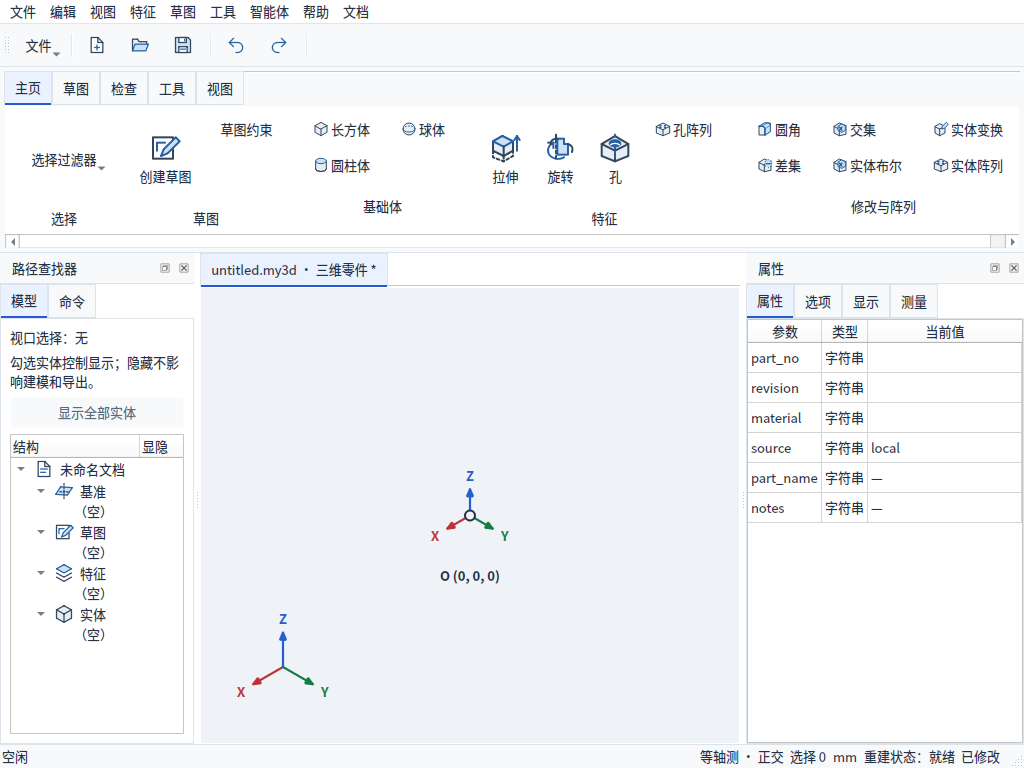 文件 编辑 视图 特征 草图 工具 智能体 帮助 文档
文件
主页 草图 检查 工具 视图
选择过滤器
选择
创建草图
草图约束
草图
长方体 球体
圆柱体
基础体
拉伸 旋转 孔
孔阵列
特征
圆角 交集 实体变换
差集 实体布尔 实体阵列
修改与阵列
路径查找器
模型 命令
视口选择：无
勾选实体控制显示；隐藏不影
响建模和导出。
显示全部实体
结构 显隐
未命名文档
基准
（空）
草图
（空）
特征
（空）
实体
（空）
untitled.my3d • 三维零件 *
Z
X Y
O (0, 0, 0)
Z
X Y
属性
属性 选项 显示 测量
参数 类型 当前值
part_no 字符串
revision 字符串
material 字符串
source 字符串 local
part_name 字符串 —
notes 字符串 —
空闲
等轴测 • 正交 选择 0 mm 重建状态：就绪 已修改